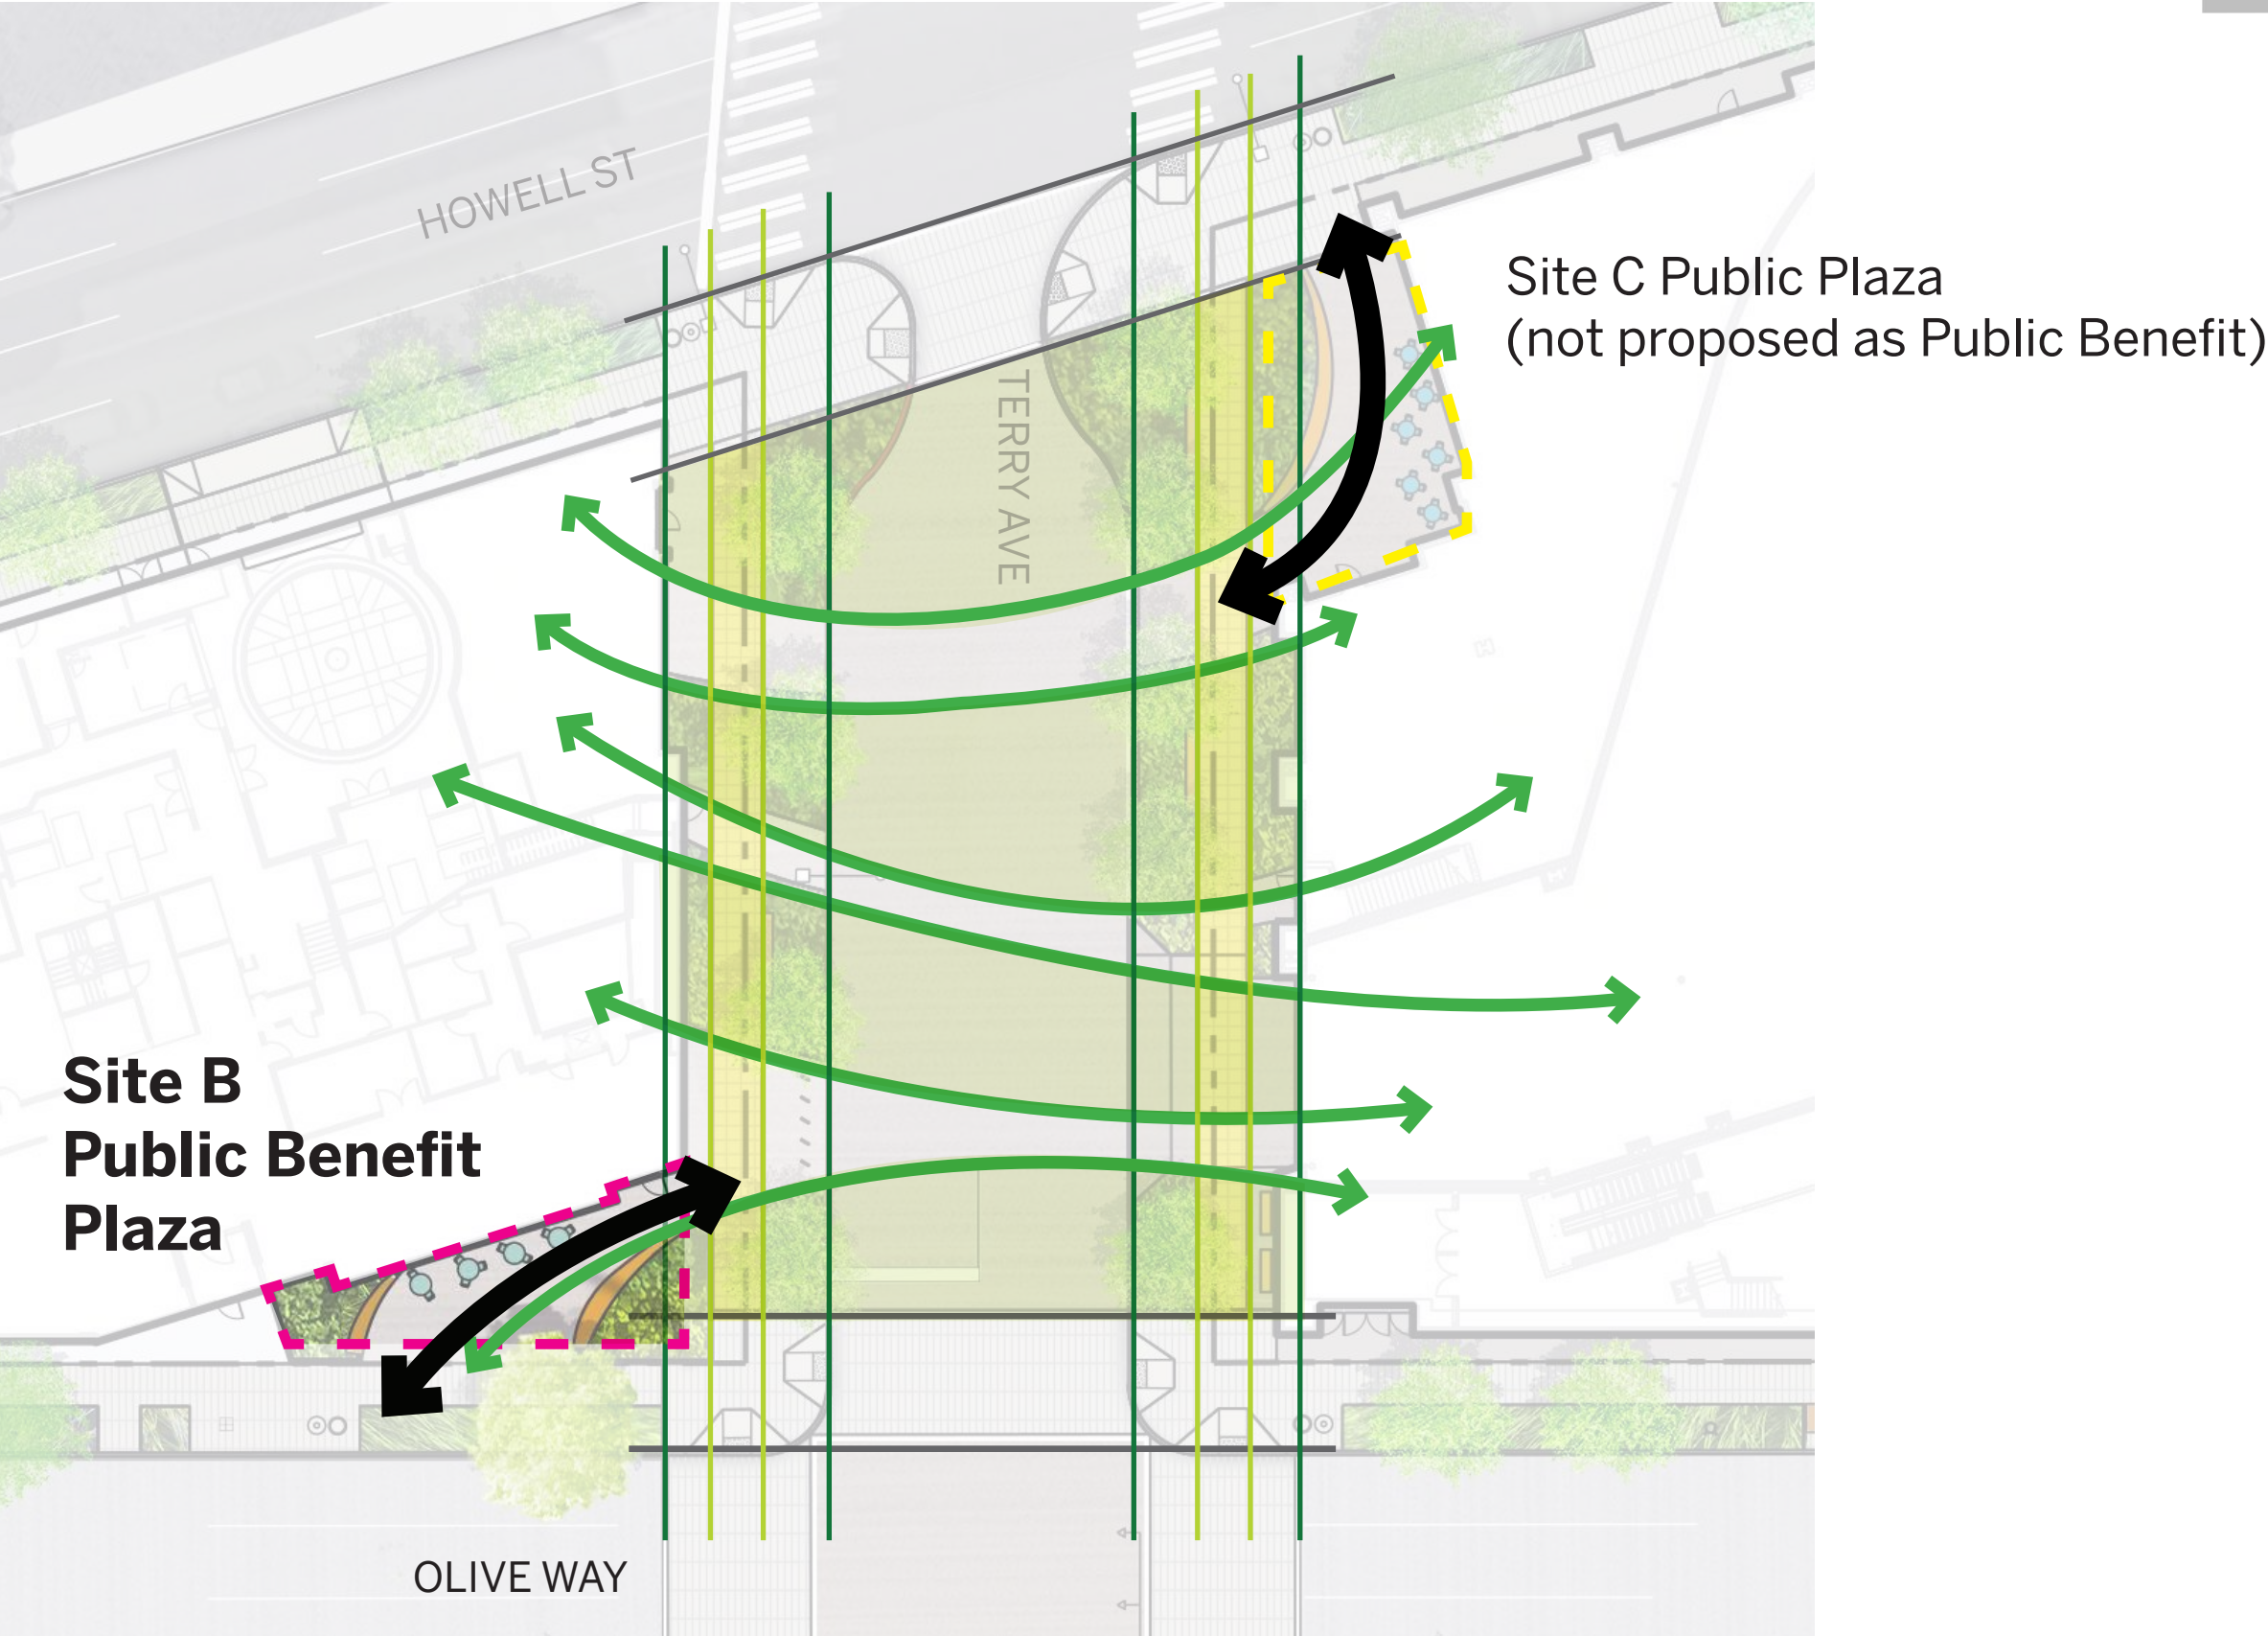 HOWELL ST
Site C Public Plaza
(not proposed as Public Benefit)
TERRY AVE
Site B
Public Benefit
Plaza
OLIVE WAY